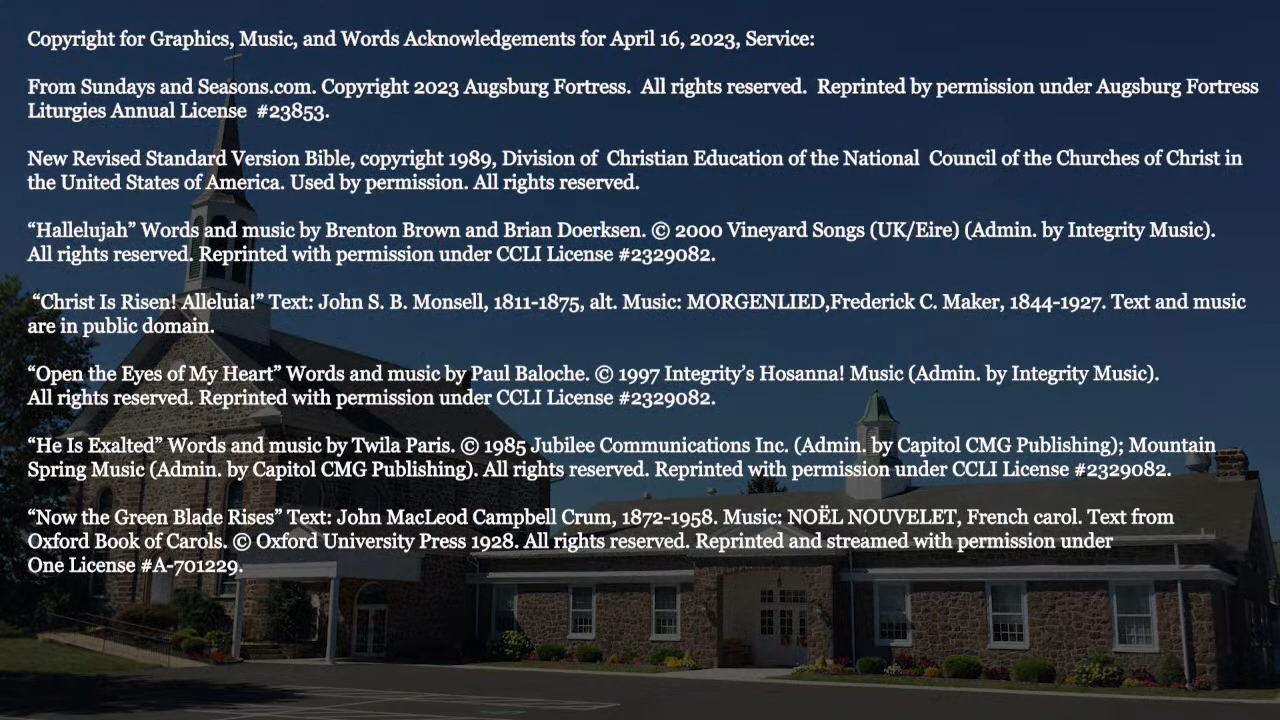 Copyright for Graphics, Music, and Words Acknowledgements for April 16, 2023, Service:
From Sundays and Seasons.com. Copyright 2023 Augsburg Fortress.  All rights reserved.  Reprinted by permission under Augsburg Fortress
Liturgies Annual License  #23853.
New Revised Standard Version Bible, copyright 1989, Division of  Christian Education of the National  Council of the Churches of Christ in
the United States of America. Used by permission. All rights reserved.
“Hallelujah” Words and music by Brenton Brown and Brian Doerksen. © 2000 Vineyard Songs (UK/Eire) (Admin. by Integrity Music).
All rights reserved. Reprinted with permission under CCLI License #2329082.
“Christ Is Risen! Alleluia!” Text: John S. B. Monsell, 1811-1875, alt. Music: MORGENLIED,Frederick C. Maker, 1844-1927. Text and music
are in public domain.
“Open the Eyes of My Heart” Words and music by Paul Baloche. © 1997 Integrity’s Hosanna! Music (Admin. by Integrity Music).
All rights reserved. Reprinted with permission under CCLI License #2329082.
“He Is Exalted” Words and music by Twila Paris. © 1985 Jubilee Communications Inc. (Admin. by Capitol CMG Publishing); Mountain
Spring Music (Admin. by Capitol CMG Publishing). All rights reserved. Reprinted with permission under CCLI License #2329082.
“Now the Green Blade Rises” Text: John MacLeod Campbell Crum, 1872-1958. Music: NOËL NOUVELET, French carol. Text from
Oxford Book of Carols. © Oxford University Press 1928. All rights reserved. Reprinted and streamed with permission under
One License #A-701229.